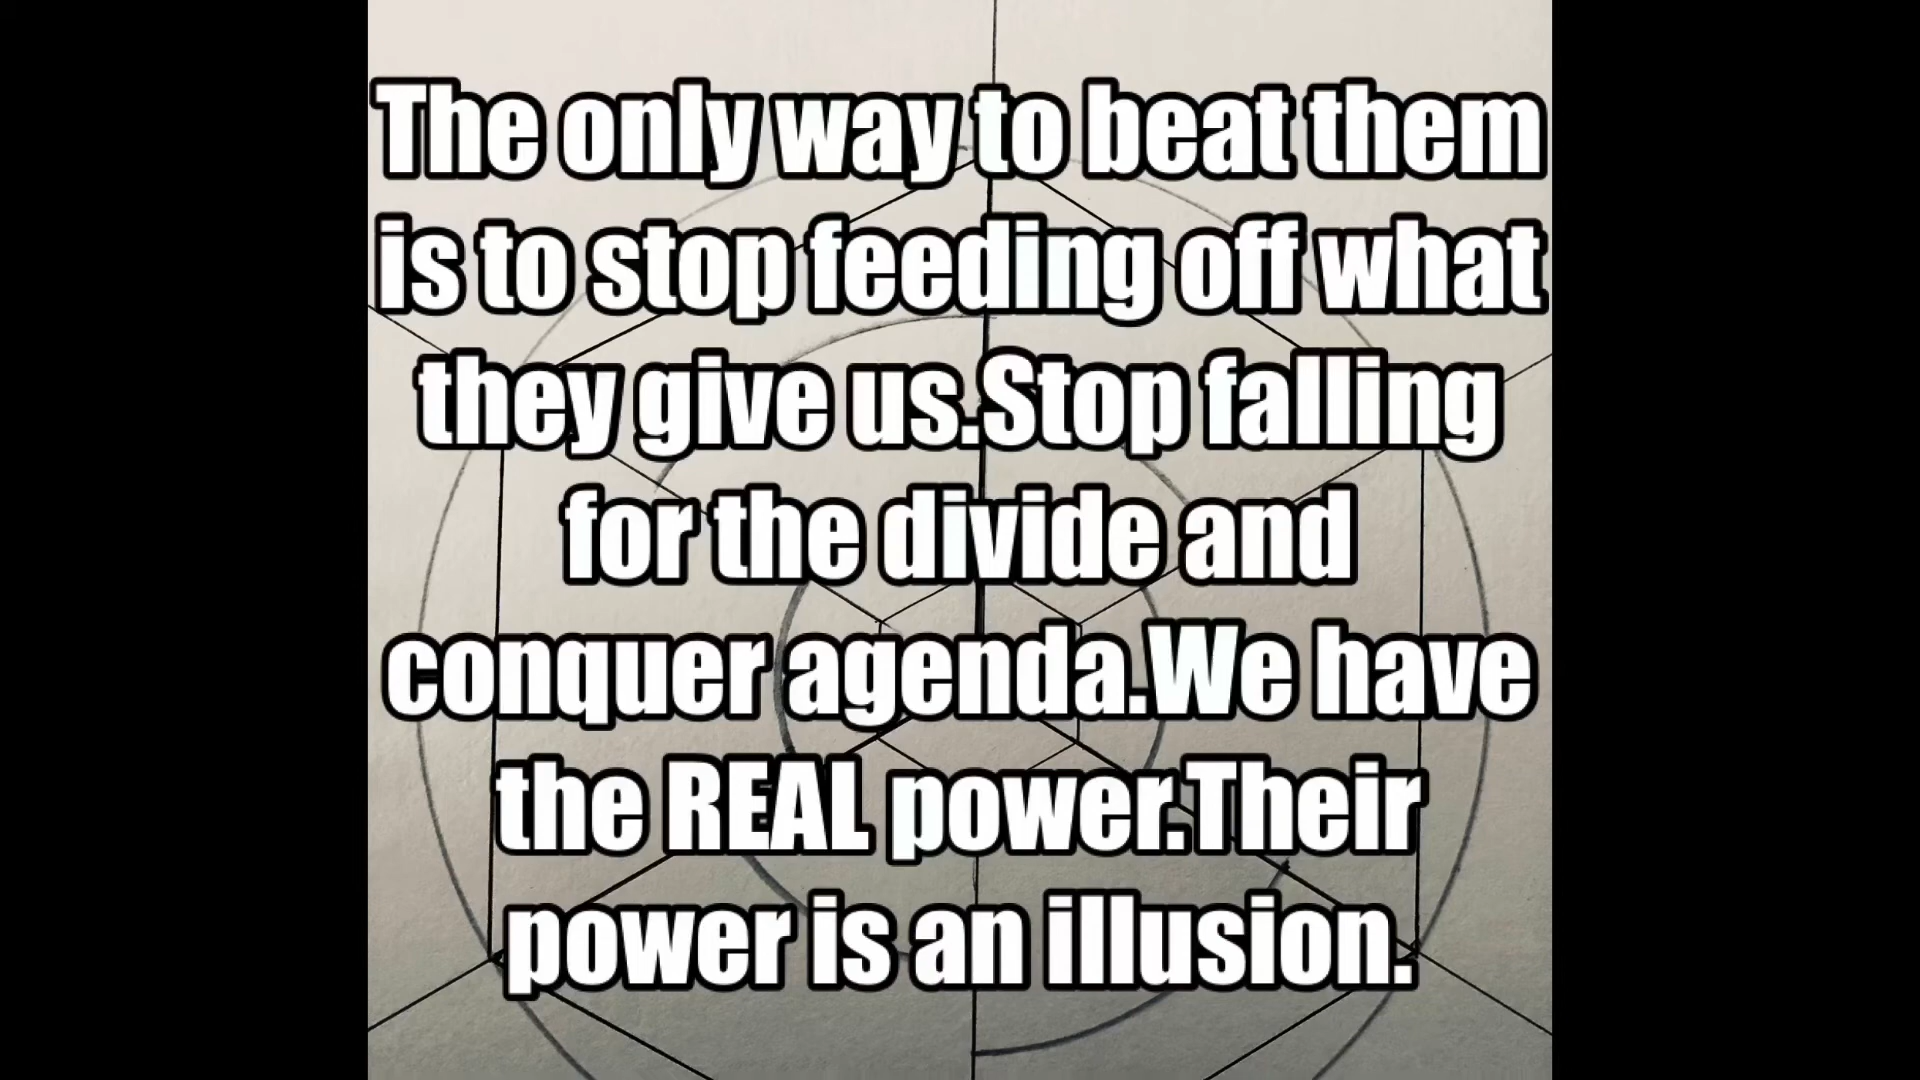 The only way to beat them
is to stop feeding off what
they give us.Stop falling
for the divide and
conquer agenda.We have
the REAL power.Their
power is an illusion.